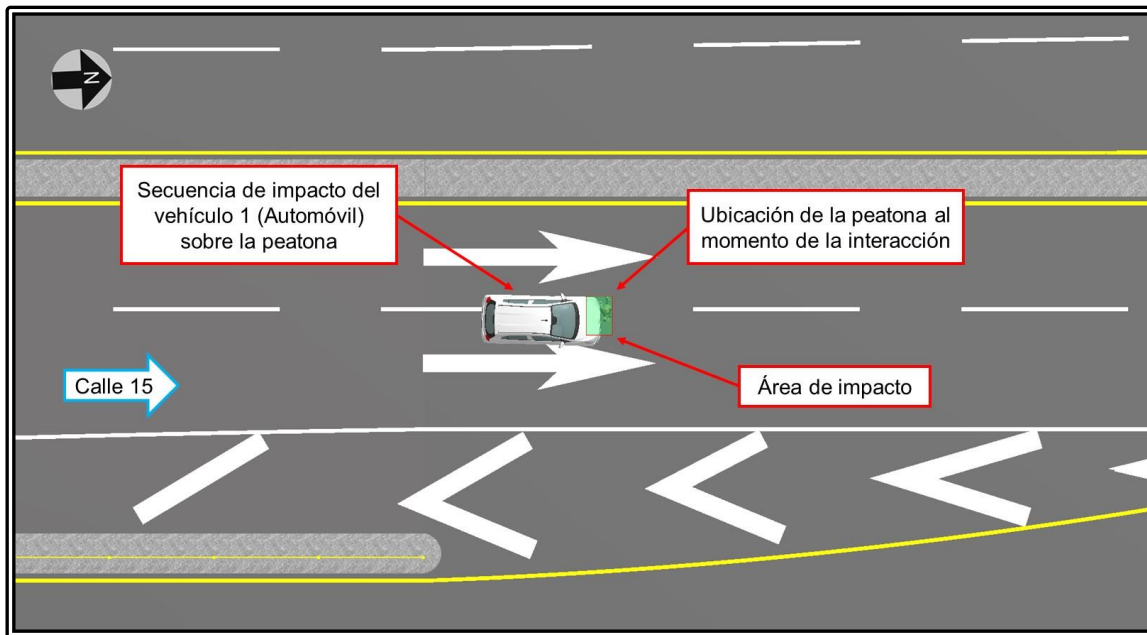 N
Secuencia de impacto del
vehículo 1 (Automóvil)
sobre la peatona
Ubicación de la peatona al
momento de la interacción
Calle 15
Área de impacto